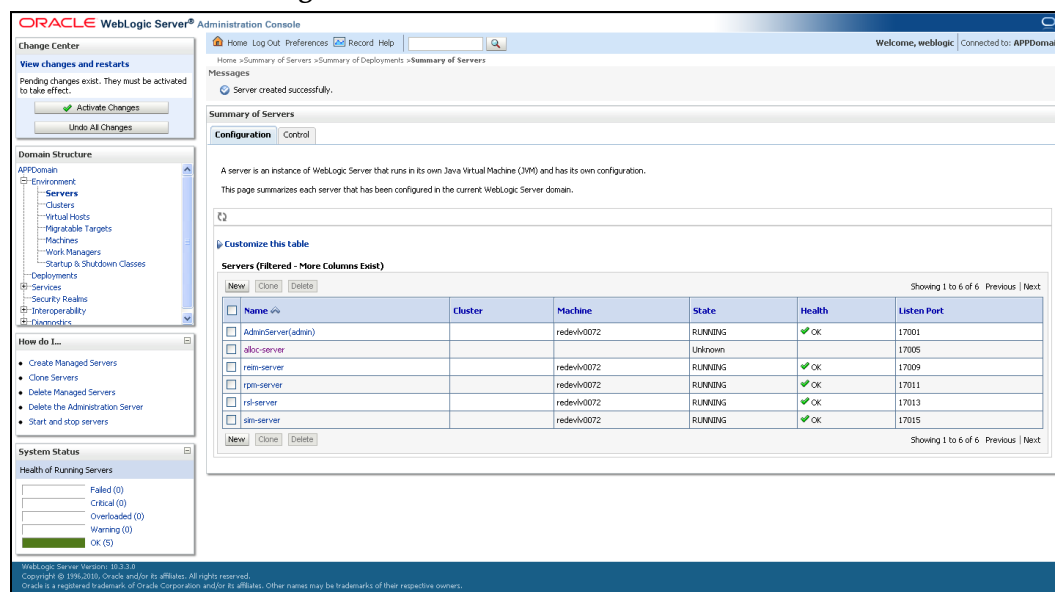 ORACLE WebLogic Server® Administration Console
Change Center
View changes and restarts
Pending changes exist. They must be activated
to take effect.
Activate Changes
Undo All Changes
Domain Structure
APPDomain
Environment
Servers
Clusters
Virtual Hosts
Migratable Targets
Machines
Work Managers
Startup & Shutdown Classes
Deployments
Services
Security Realms
Interoperability
Diagnostics
How do I...
Create Managed Servers
Clone Servers
Delete Managed Servers
Delete the Administration Server
Start and stop servers
System Status
Health of Running Servers
Failed (0)
Critical (0)
Overloaded (0)
Warning (0)
OK (5)
Home Log Out Preferences Record Help
Welcome, weblogic Connected to: APPDomai
Home >Summary of Servers >Summary of Deployments >Summary of Servers
Messages
Server created successfully.
Summary of Servers
Configuration Control
A server is an instance of WebLogic Server that runs in its own Java Virtual Machine (JVM) and has its own configuration.
This page summarizes each server that has been configured in the current WebLogic Server domain.
Customize this table
Servers (Filtered - More Columns Exist)
New Clone Delete Showing 1 to 6 of 6 Previous | Next
Name Cluster Machine State Health Listen Port
AdminServer(admin) redevlv0072 RUNNING OK 17001
alloc-server Unknown 17005
reim-server redevlv0072 RUNNING OK 17009
rpm-server redevlv0072 RUNNING OK 17011
rsl-server redevlv0072 RUNNING OK 17013
sim-server redevlv0072 RUNNING OK 17015
New Clone Delete Showing 1 to 6 of 6 Previous | Next
WebLogic Server Version: 10.3.3.0
Copyright © 1996,2010, Oracle and/or its affiliates. All rights reserved.
Oracle is a registered trademark of Oracle Corporation and/or its affiliates. Other names may be trademarks of their respective owners.